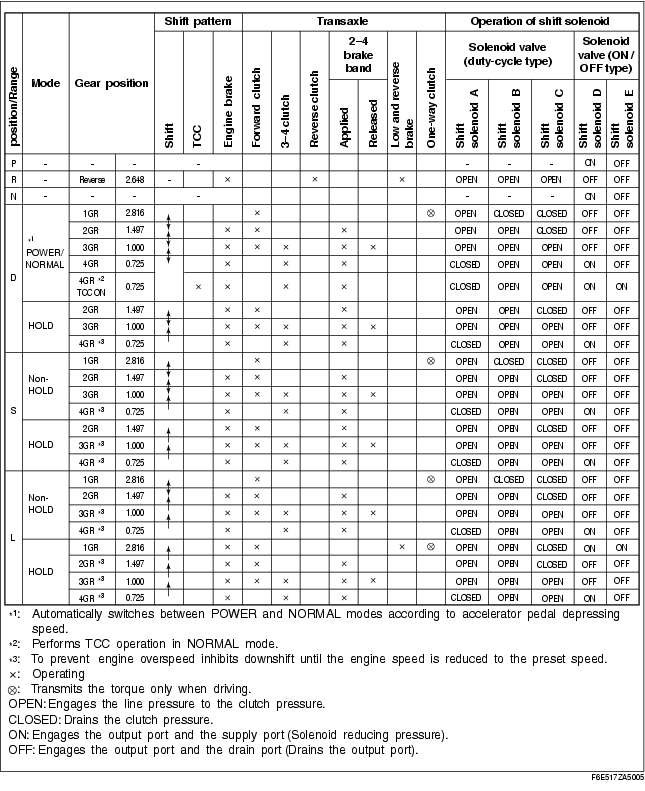 Shift pattern Transaxle Operation of shift solenoid
position/Range Mode Gear position Shift TCC Engine brake Forward clutch 3–4 clutch Reverse clutch 2–4 brake band Applied Released Low and reverse brake One-way clutch Solenoid valve (duty-cycle type) Shift solenoid A Shift solenoid B Shift solenoid C Solenoid valve (ON / OFF type) Shift solenoid D Shift solenoid E
P - - - - - - - ON OFF
R - Reverse 2.648 - × × × OPEN OPEN OPEN OFF OFF
N - - - - - - - ON OFF
D *1 POWER/ NORMAL 1GR 2.816 × ⊗ OPEN CLOSED CLOSED OFF OFF
2GR 1.497 × × × OPEN OPEN CLOSED OFF OFF
3GR 1.000 × × × × × OPEN OPEN OPEN OFF OFF
4GR 0.725 × × × CLOSED OPEN OPEN ON OFF
4GR *2 TCC ON 0.725 × × × × CLOSED OPEN OPEN ON ON
HOLD 2GR 1.497 × × × OPEN OPEN CLOSED OFF OFF
3GR 1.000 × × × × × OPEN OPEN OPEN OFF OFF
4GR *3 0.725 × × × CLOSED OPEN OPEN ON OFF
S Non- HOLD 1GR 2.816 × ⊗ OPEN CLOSED CLOSED OFF OFF
2GR 1.497 × × × OPEN OPEN CLOSED OFF OFF
3GR 1.000 × × × × × OPEN OPEN OPEN OFF OFF
4GR *3 0.725 × × × CLOSED OPEN OPEN ON OFF
HOLD 2GR 1.497 × × × OPEN OPEN CLOSED OFF OFF
3GR *3 1.000 × × × × × OPEN OPEN OPEN OFF OFF
4GR *3 0.725 × × × CLOSED OPEN OPEN ON OFF
L Non- HOLD 1GR 2.816 × ⊗ OPEN CLOSED CLOSED OFF OFF
2GR 1.497 × × × OPEN OPEN CLOSED OFF OFF
3GR *3 1.000 × × × × × OPEN OPEN OPEN OFF OFF
4GR *3 0.725 × × × CLOSED OPEN OPEN ON OFF
HOLD 1GR 2.816 × × × ⊗ OPEN OPEN CLOSED ON ON
2GR *3 1.497 × × × OPEN OPEN CLOSED OFF OFF
3GR *3 1.000 × × × × × OPEN OPEN OPEN OFF OFF
4GR *3 0.725 × × × CLOSED OPEN OPEN ON OFF
*1: Automatically switches between POWER and NORMAL modes according to accelerator pedal depressing
speed.
*2: Performs TCC operation in NORMAL mode.
*3: To prevent engine overspeed inhibits downshift until the engine speed is reduced to the preset speed.
×: Operating
⊗: Transmits the torque only when driving.
OPEN: Engages the line pressure to the clutch pressure.
CLOSED: Drains the clutch pressure.
ON: Engages the output port and the supply port (Solenoid reducing pressure).
OFF: Engages the output port and the drain port (Drains the output port).
F6E517ZA5005